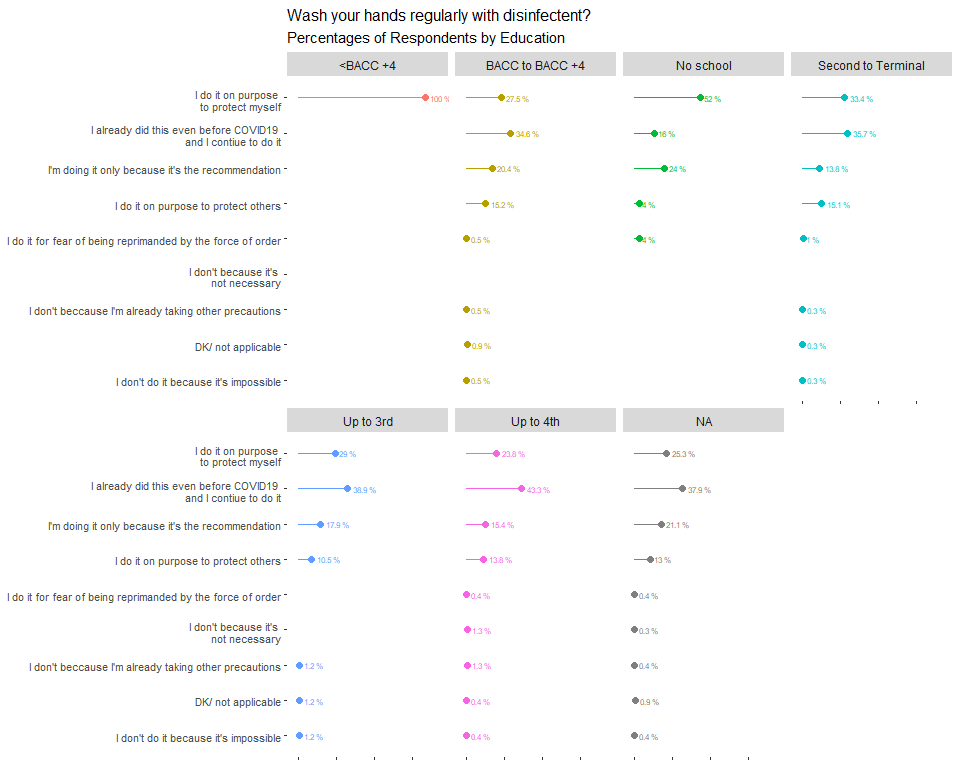 Wash your hands regularly with disinfectent?
Percentages of Respondents by Education
<BACC +4
BACC to BACC +4
No school
Second to Terminal
I do it on purpose
to protect myself
100 %
27.5 %
52 %
33.4 %
I already did this even before COVID19
and I contiue to do it
34.6 %
16 %
35.7 %
I'm doing it only because it's the recommendation
20.4 %
24 %
13.8 %
I do it on purpose to protect others
15.2 %
4 %
15.1 %
I do it for fear of being reprimanded by the force of order
0.5 %
4 %
1 %
I don't because it's
not necessary
I don't beccause I'm already taking other precautions
0.5 %
0.3 %
DK/ not applicable
0.9 %
0.3 %
I don't do it because it's impossible
0.5 %
0.3 %
Up to 3rd
Up to 4th
NA
I do it on purpose
to protect myself
29 %
23.8 %
25.3 %
I already did this even before COVID19
and I contiue to do it
38.9 %
43.3 %
37.9 %
I'm doing it only because it's the recommendation
17.9 %
15.4 %
21.1 %
I do it on purpose to protect others
10.5 %
13.8 %
13 %
I do it for fear of being reprimanded by the force of order
0.4 %
0.4 %
I don't because it's
not necessary
1.3 %
0.3 %
I don't beccause I'm already taking other precautions
1.2 %
1.3 %
0.4 %
DK/ not applicable
1.2 %
0.4 %
0.9 %
I don't do it because it's impossible
1.2 %
0.4 %
0.4 %